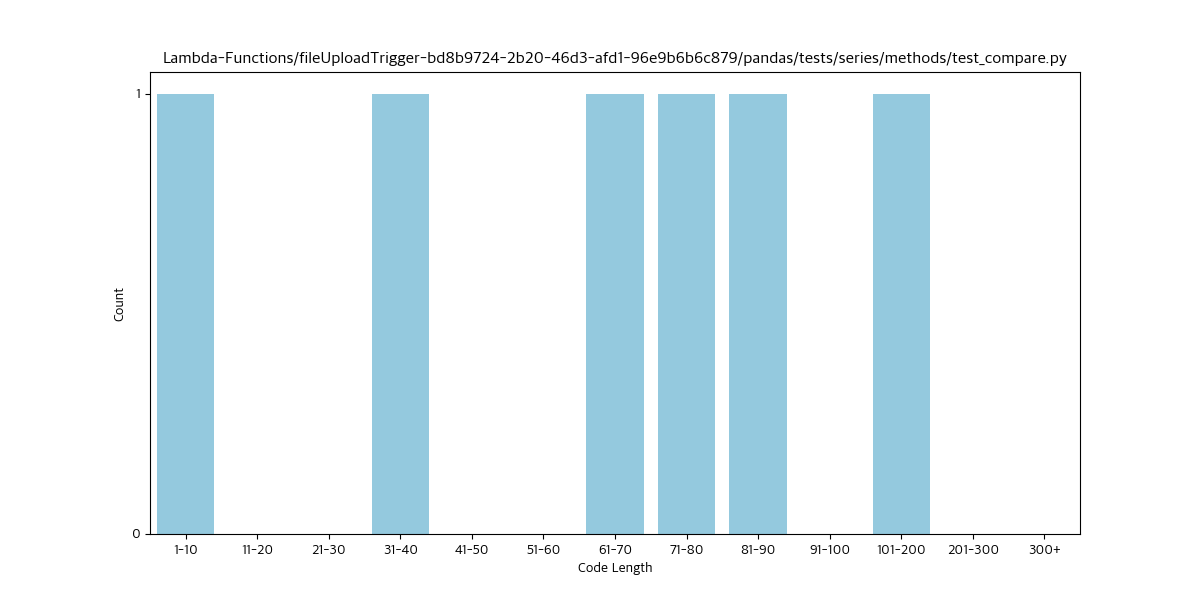 Lambda-Functions/fileUploadTrigger-bd8b9724-2b20-46d3-afd1-96e9b6b6c879/pandas/tests/series/methods/test_compare.py
1
Count
0
1-10 11-20 21-30 31-40 41-50 51-60 61-70 71-80 81-90 91-100 101-200 201-300 300+
Code Length